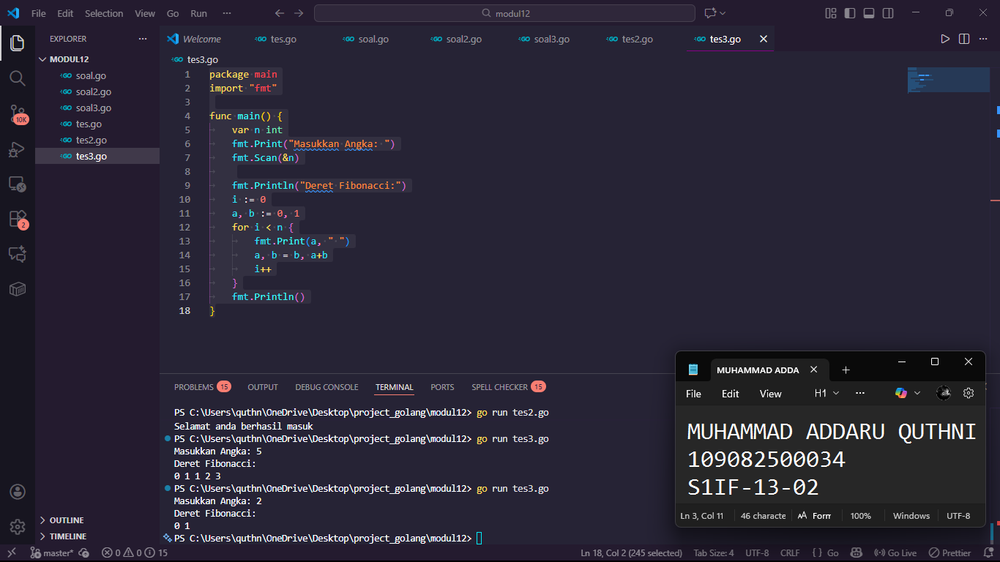 File Edit Selection View Go Run ··· modul12
EXPLORER ···
MODUL12
soal.go
soal2.go
soal3.go
tes.go
tes2.go
tes3.go
OUTLINE
TIMELINE
10K
2
Welcome tes.go soal.go soal2.go soal3.go tes2.go tes3.go
tes3.go
1 package main
2 import "fmt"
3
4 func main() {
5 var n int
6 fmt.Print("Masukkan Angka: ")
7 fmt.Scan(&n)
8
9 fmt.Println("Deret Fibonacci:")
10 i := 0
11 a, b := 0, 1
12 for i < n {
13 fmt.Print(a, " ")
14 a, b = b, a+b
15 i++
16 }
17 fmt.Println()
18 }
PROBLEMS 15 OUTPUT DEBUG CONSOLE TERMINAL PORTS SPELL CHECKER 15
PS C:\Users\quthn\OneDrive\Desktop\project_golang\modul12> go run tes2.go
Selamat anda berhasil masuk
PS C:\Users\quthn\OneDrive\Desktop\project_golang\modul12> go run tes3.go
Masukkan Angka: 5
Deret Fibonacci:
0 1 1 2 3
PS C:\Users\quthn\OneDrive\Desktop\project_golang\modul12> go run tes3.go
Masukkan Angka: 2
Deret Fibonacci:
0 1
PS C:\Users\quthn\OneDrive\Desktop\project_golang\modul12>
MUHAMMAD ADDA
File Edit View H1 ···
MUHAMMAD ADDARU QUTHNI
109082500034
S1IF-13-02
Ln 3, Col 11 46 characte Form 100% Windows UTF-8
master* 0 0 15 Ln 18, Col 2 (245 selected) Tab Size: 4 UTF-8 CRLF { } Go Go Live Prettier